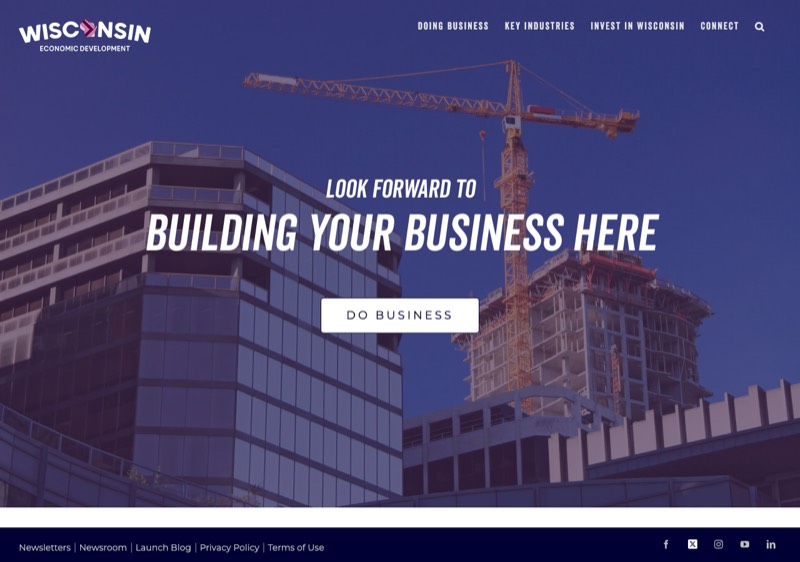 WISCONSIN
ECONOMIC DEVELOPMENT
DOING BUSINESS KEY INDUSTRIES INVEST IN WISCONSIN CONNECT
LOOK FORWARD TO
BUILDING YOUR BUSINESS HERE
DO BUSINESS
Newsletters | Newsroom | Launch Blog | Privacy Policy | Terms of Use